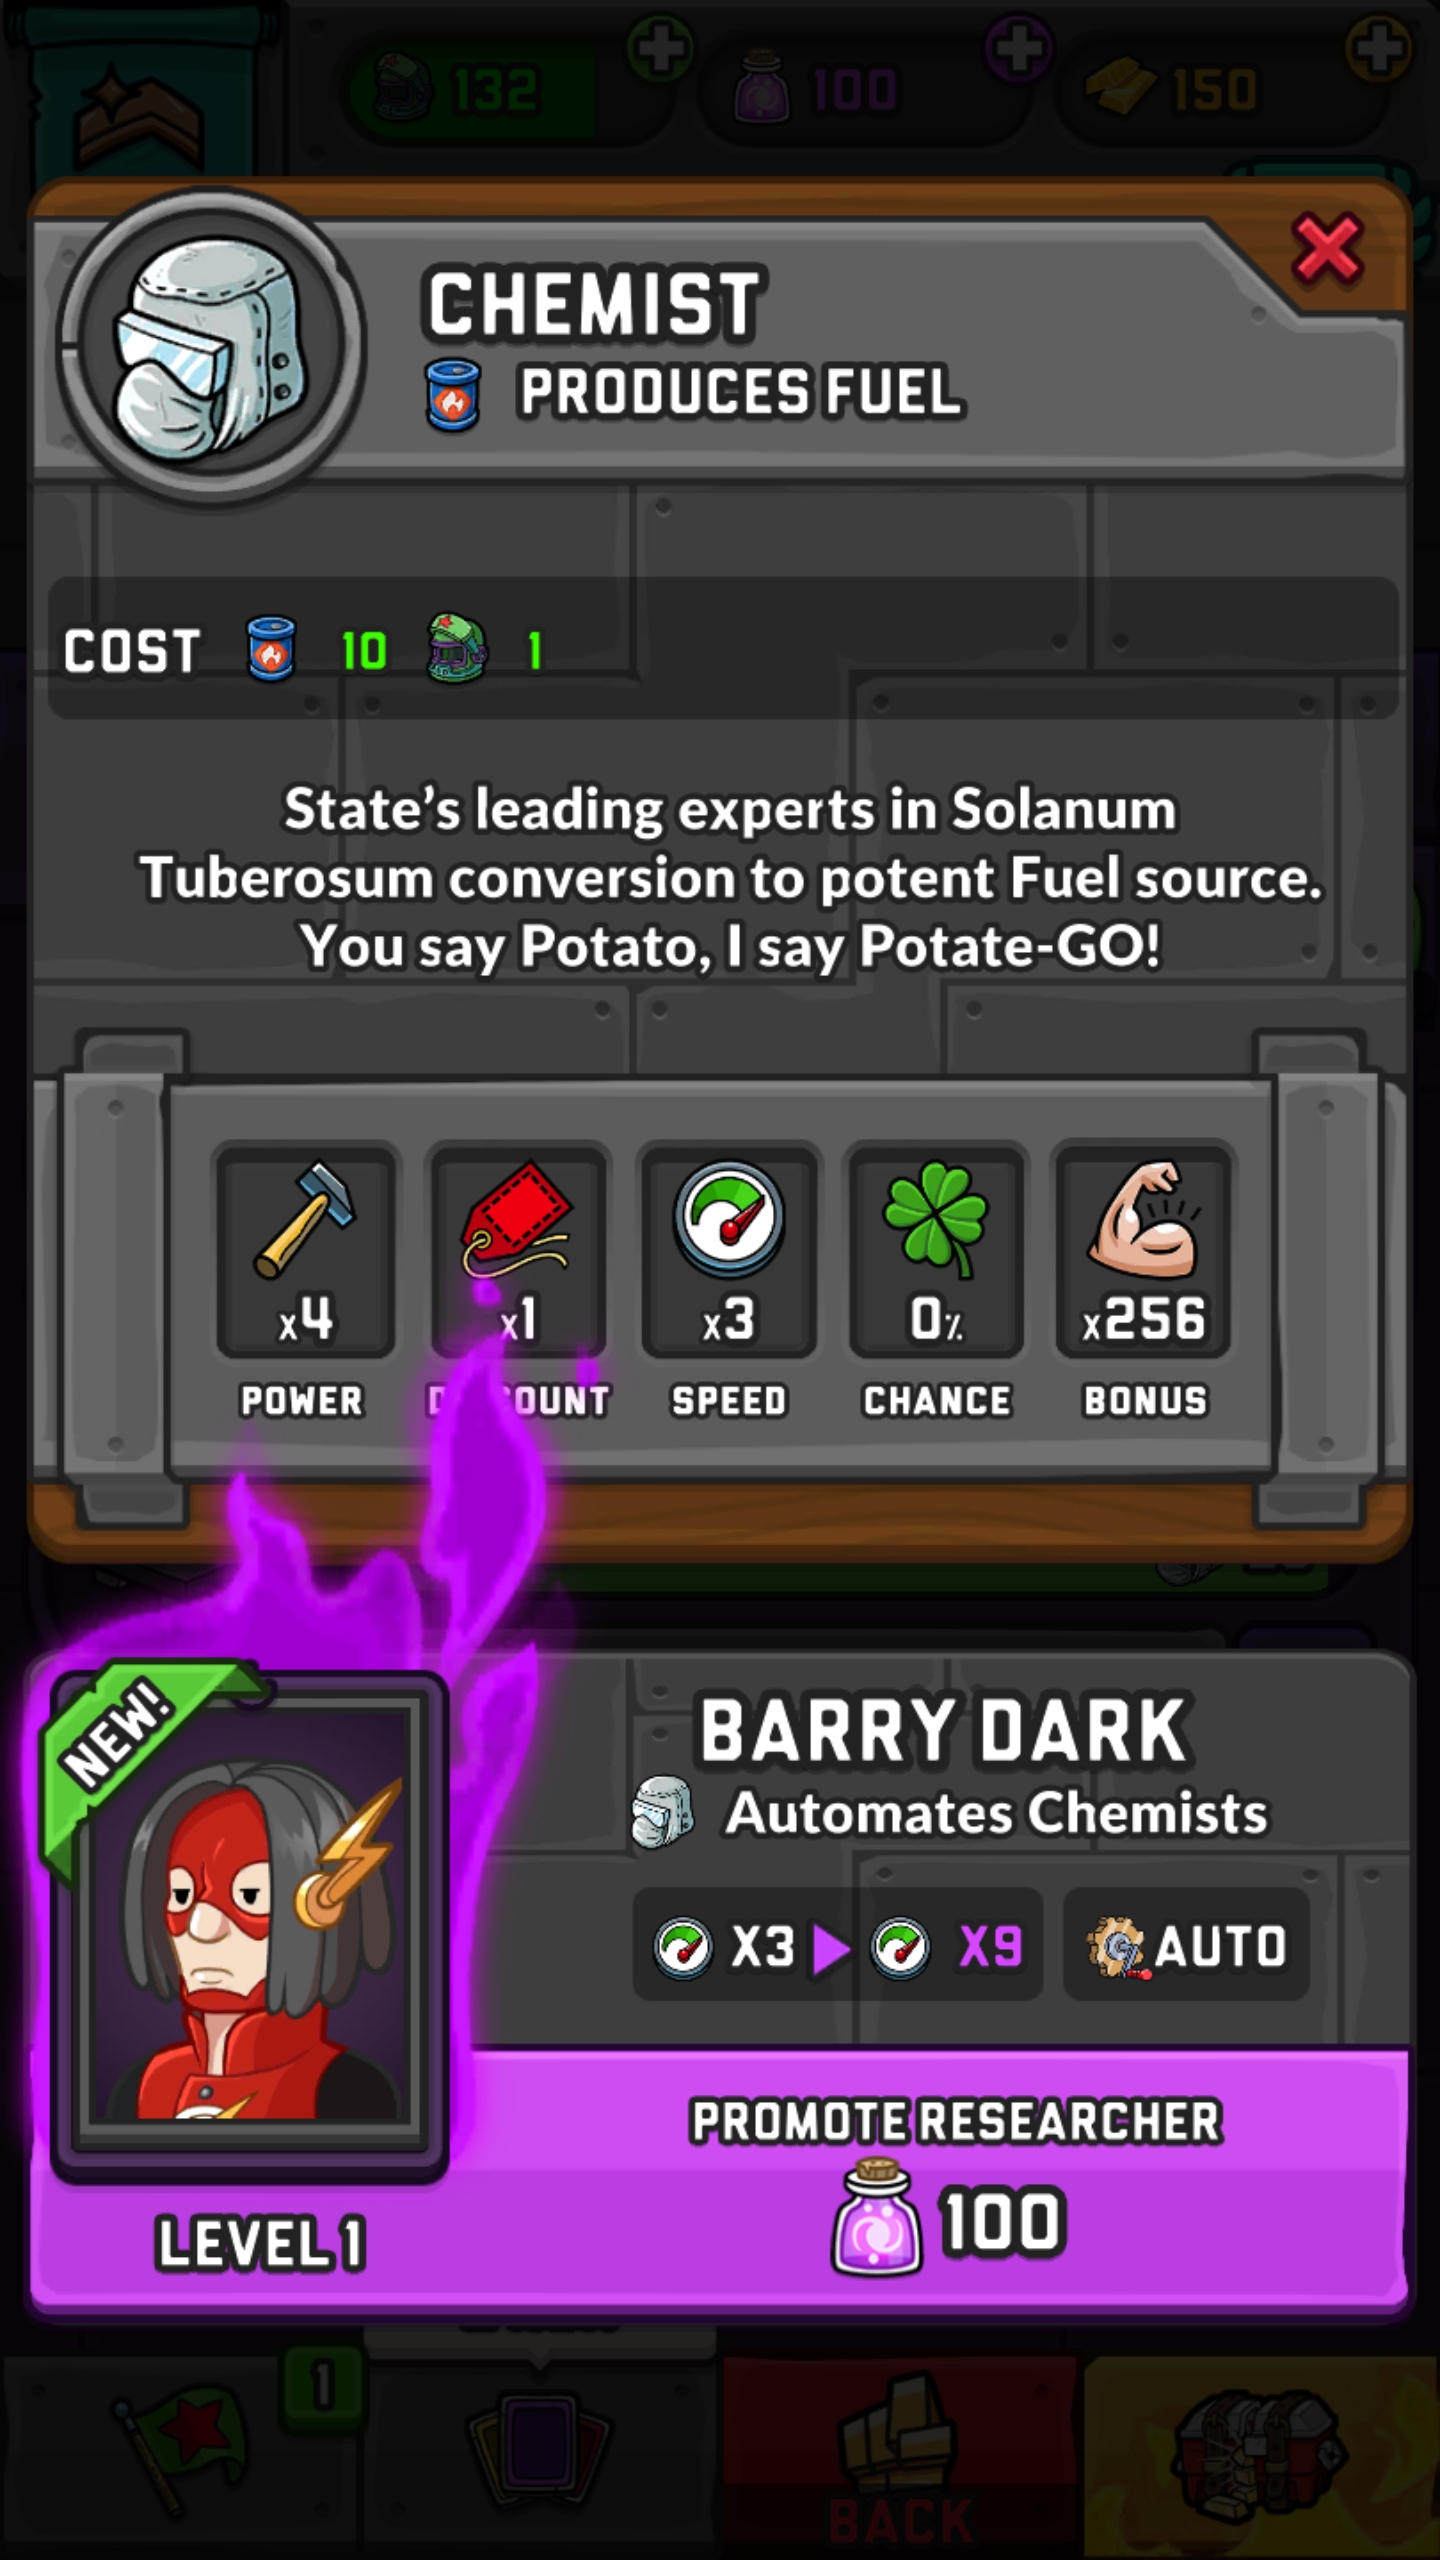 132 100 150
CHEMIST
PRODUCES FUEL
COST 10 1
State's leading experts in Solanum
Tuberosum conversion to potent Fuel source.
You say Potato, I say Potate-GO!
x4 x1 x3 0% x256
POWER DISCOUNT SPEED CHANCE BONUS
NEW!
BARRY DARK
Automates Chemists
X3 X9 AUTO
PROMOTE RESEARCHER
100
LEVEL 1
1
BACK